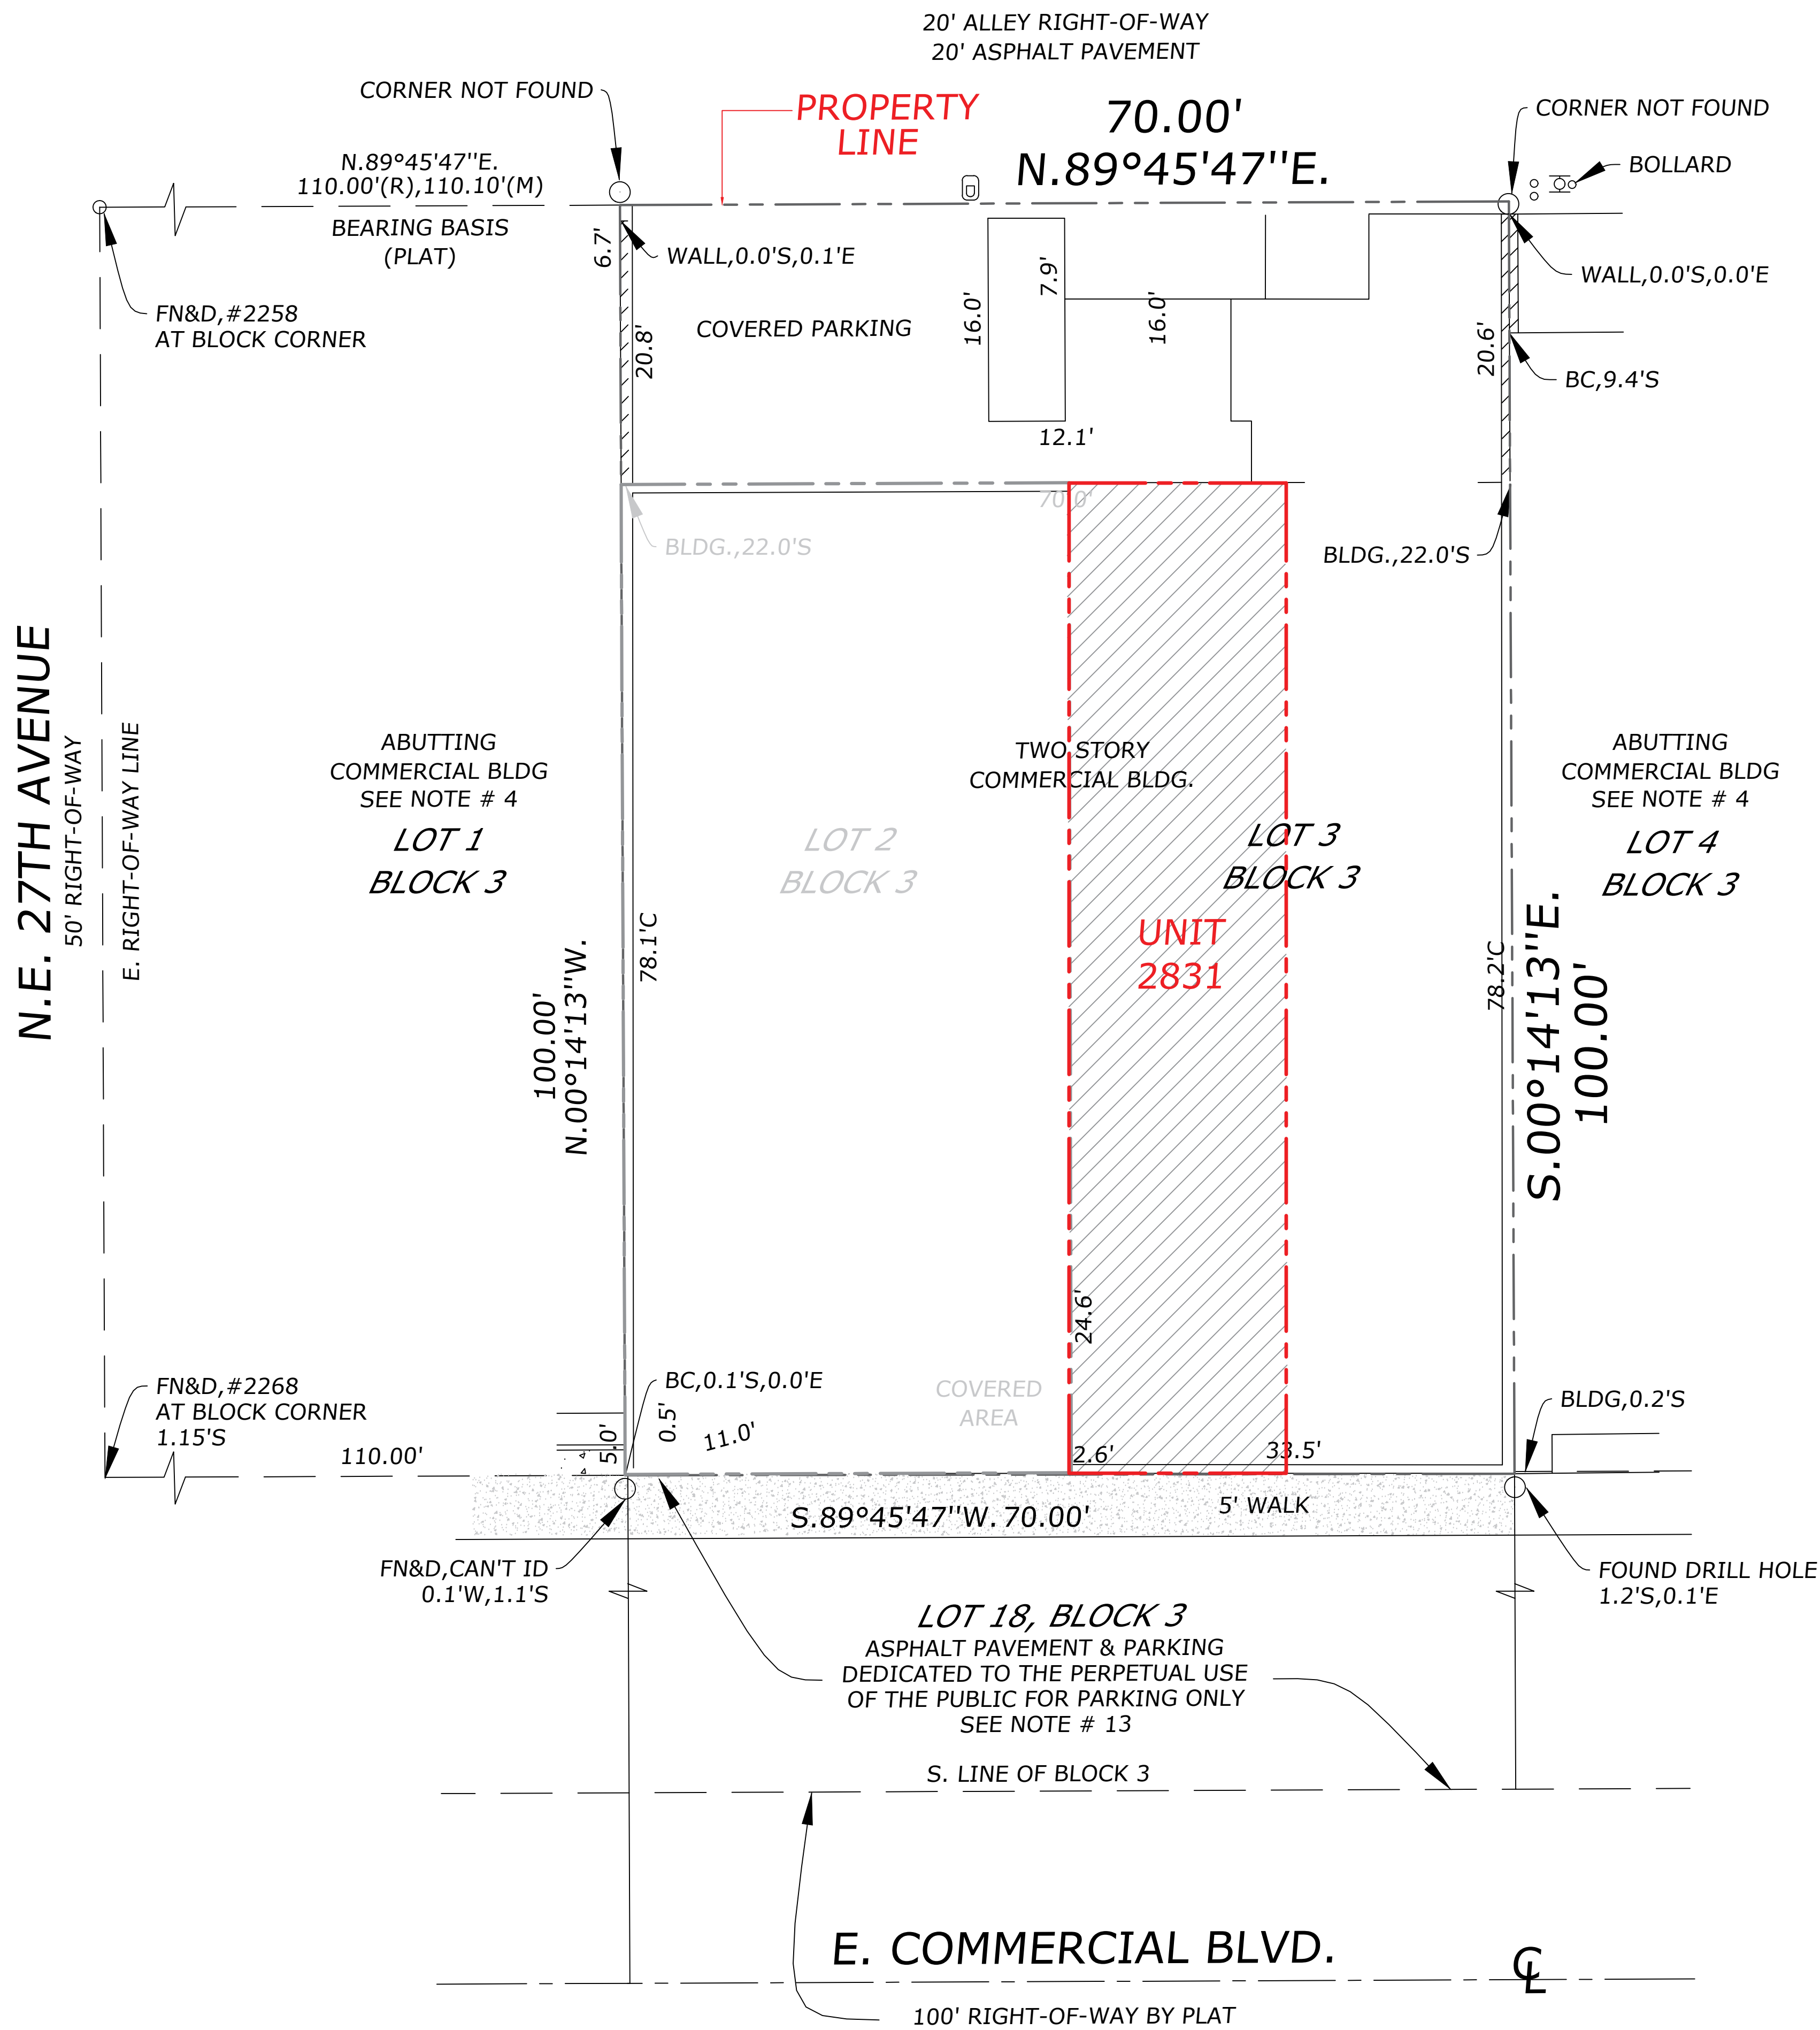 20' ALLEY RIGHT-OF-WAY
20' ASPHALT PAVEMENT
CORNER NOT FOUND
PROPERTY
LINE
70.00'
N.89°45'47"E.
CORNER NOT FOUND
BOLLARD
N.89°45'47"E.
110.00'(R),110.10'(M)
BEARING BASIS
(PLAT)
6.7'
WALL,0.0'S,0.1'E
WALL,0.0'S,0.0'E
FN&D,#2258
AT BLOCK CORNER
COVERED PARKING
20.8'
16.0'
7.9'
16.0'
20.6'
BC,9.4'S
12.1'
70.0'
BLDG.,22.0'S
BLDG.,22.0'S
N.E. 27TH AVENUE
50' RIGHT-OF-WAY
E. RIGHT-OF-WAY LINE
ABUTTING
COMMERCIAL BLDG
SEE NOTE # 4
LOT 1
BLOCK 3
LOT 2
BLOCK 3
TWO STORY
COMMERCIAL BLDG.
LOT 3
BLOCK 3
ABUTTING
COMMERCIAL BLDG
SEE NOTE # 4
LOT 4
BLOCK 3
UNIT
2831
100.00'
N.00°14'13"W.
78.1'C
78.2'C
S.00°14'13"E.
100.00'
24.6'
FN&D,#2268
AT BLOCK CORNER
1.15'S
110.00'
BC,0.1'S,0.0'E
5.0'
0.5'
11.0'
COVERED
AREA
2.6'
33.5'
BLDG,0.2'S
S.89°45'47"W. 70.00'
5' WALK
FN&D,CAN'T ID
0.1'W,1.1'S
FOUND DRILL HOLE
1.2'S,0.1'E
LOT 18, BLOCK 3
ASPHALT PAVEMENT & PARKING
DEDICATED TO THE PERPETUAL USE
OF THE PUBLIC FOR PARKING ONLY
SEE NOTE # 13
S. LINE OF BLOCK 3
E. COMMERCIAL BLVD.
CL
100' RIGHT-OF-WAY BY PLAT